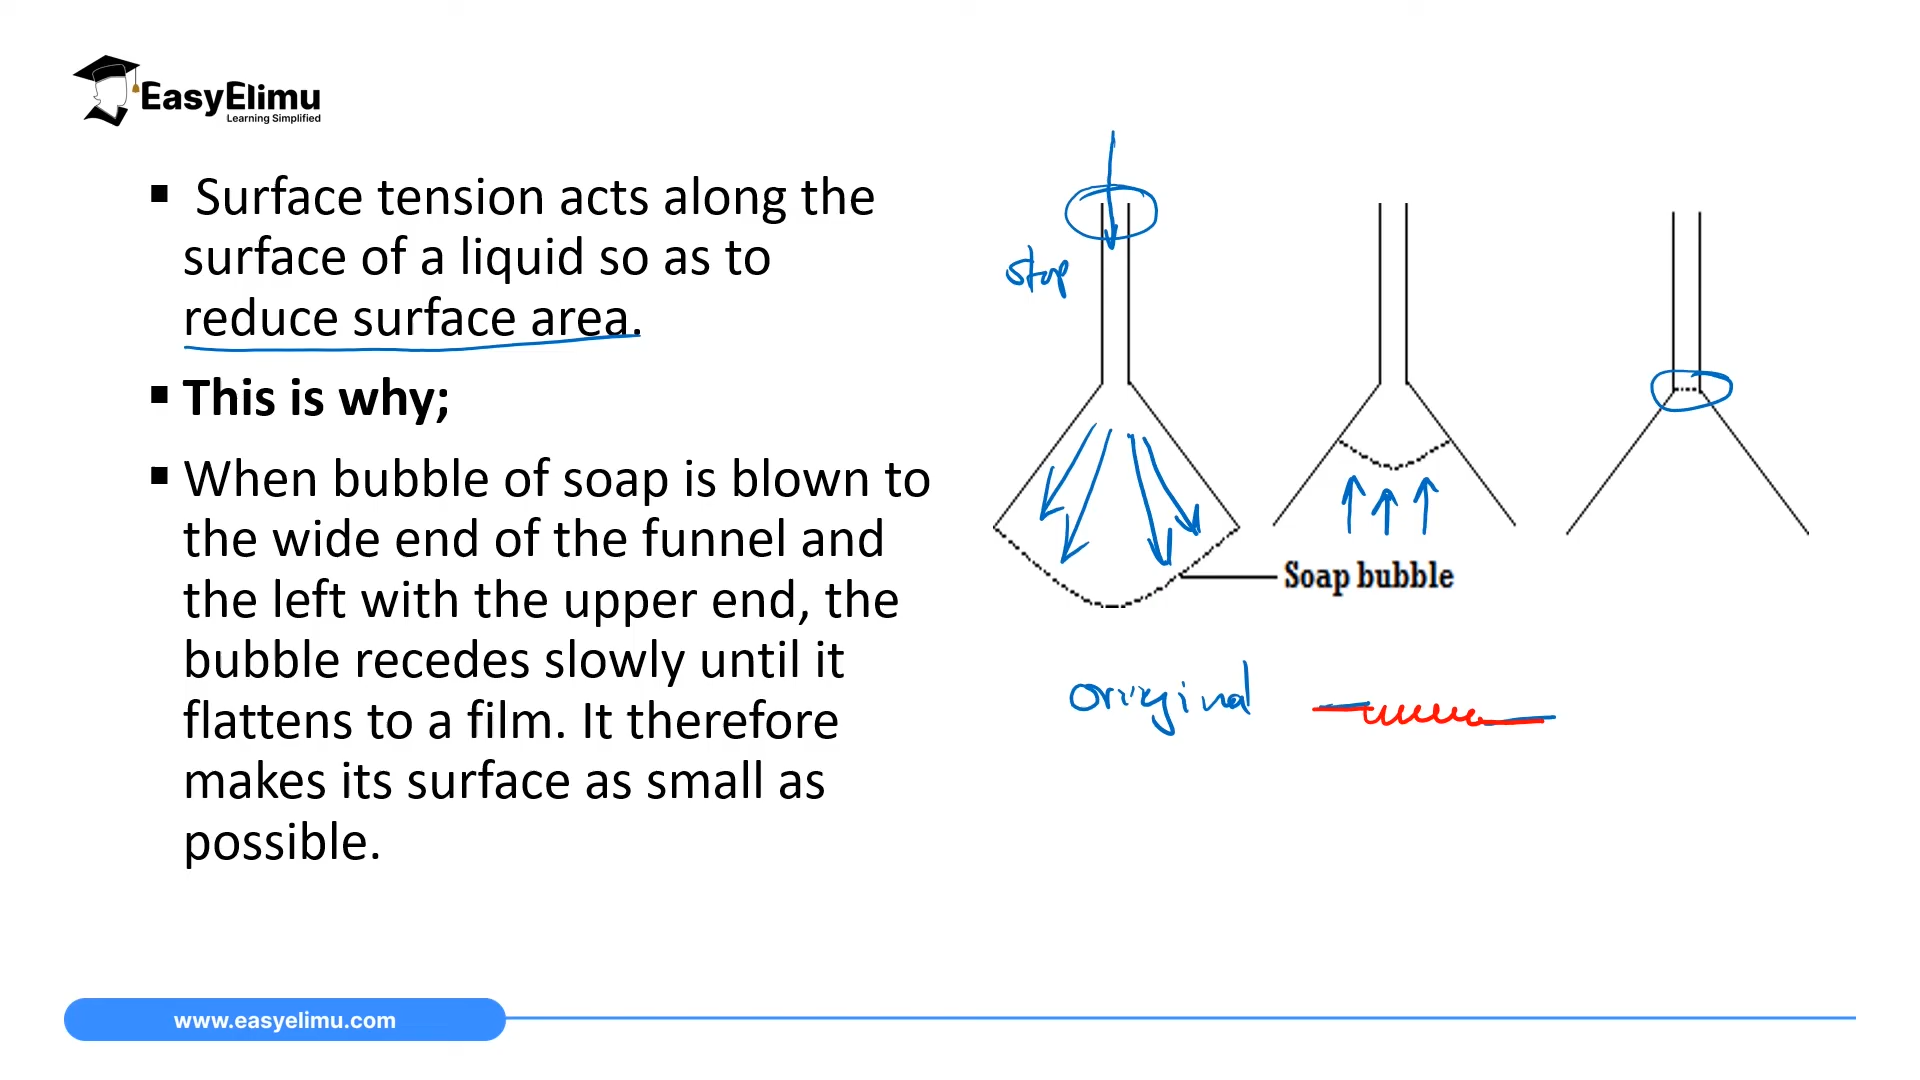 EasyElimu
Learning Simplified
▪ Surface tension acts along the
surface of a liquid so as to
reduce surface area.
▪ This is why;
▪ When bubble of soap is blown to
the wide end of the funnel and
the left with the upper end, the
bubble recedes slowly until it
flattens to a film. It therefore
makes its surface as small as
possible.
stop
Soap bubble
original
www.easyelimu.com